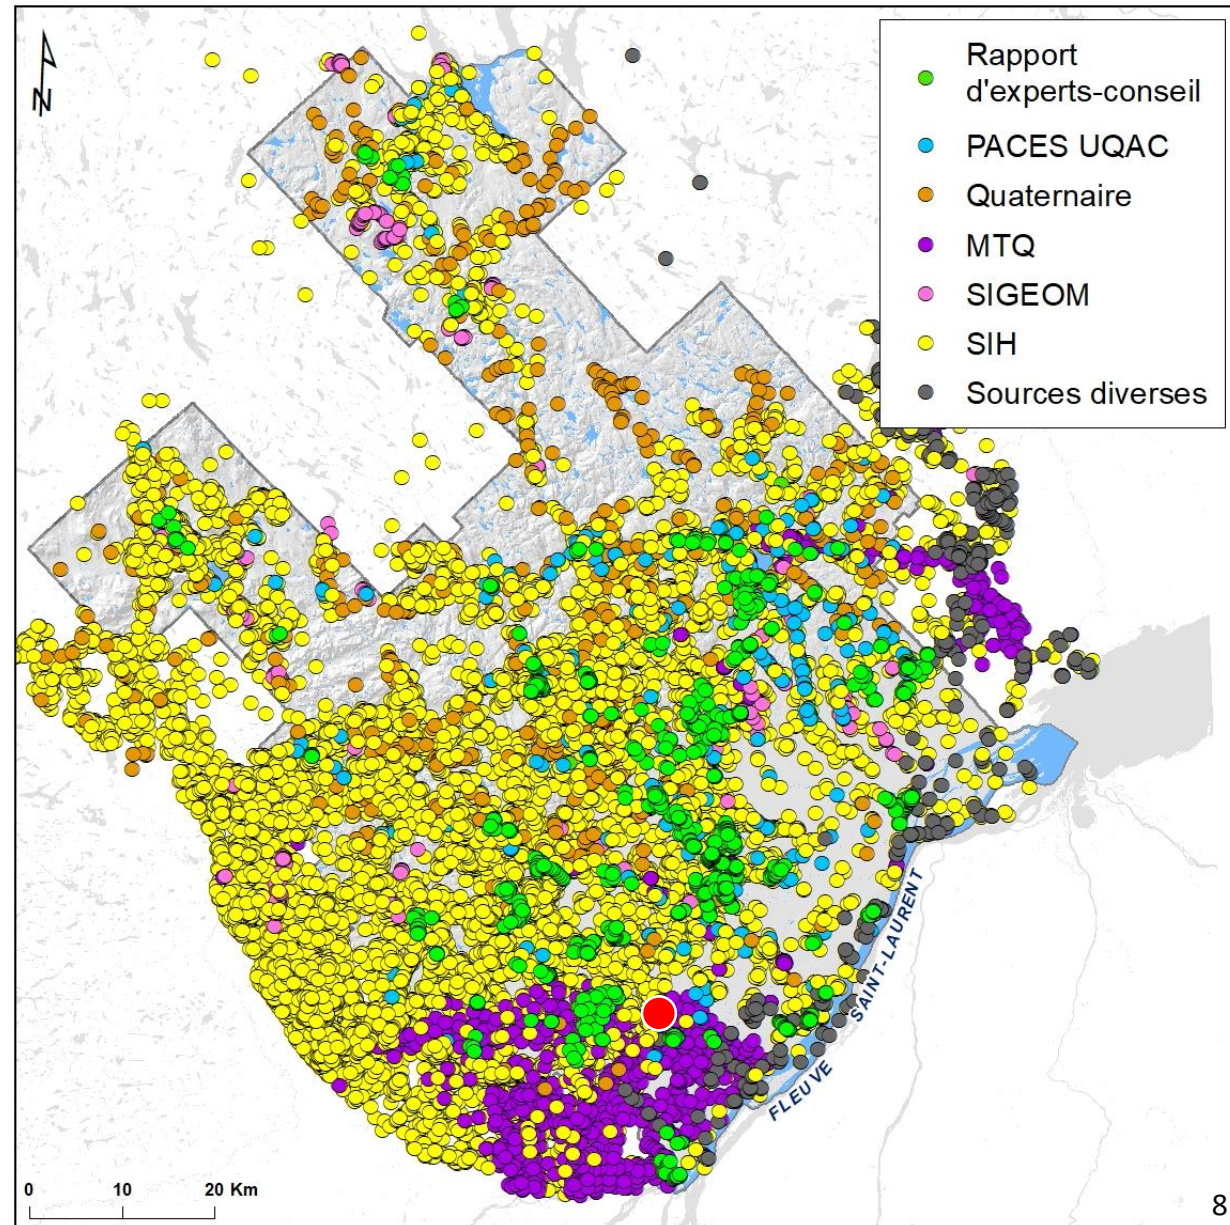 N
Rapport
d'experts-conseil
PACES UQAC
Quaternaire
MTQ
SIGEOM
SIH
Sources diverses
FLEUVE SAINT-LAURENT
0 10 20 Km
8